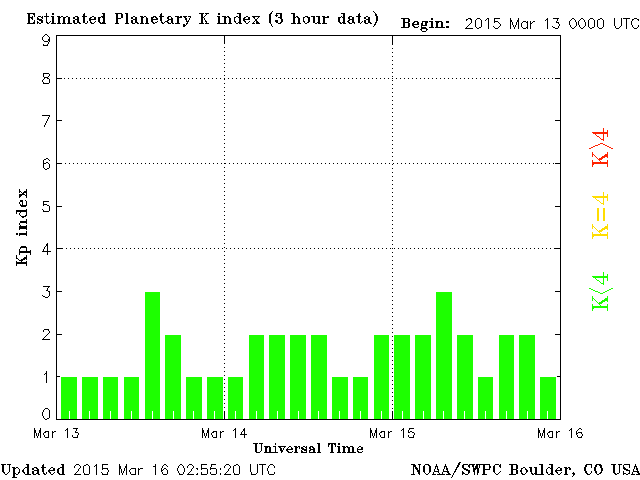 Estimated Planetary K index (3 hour data) Begin: 2015 Mar 13 0000 UTC
9
8
7
6
5
4
3
2
1
0
Kp index
K>4
K=4
K<4
Mar 13 Mar 14 Mar 15 Mar 16
Universal Time
Updated 2015 Mar 16 02:55:20 UTC NOAA/SWPC Boulder, CO USA